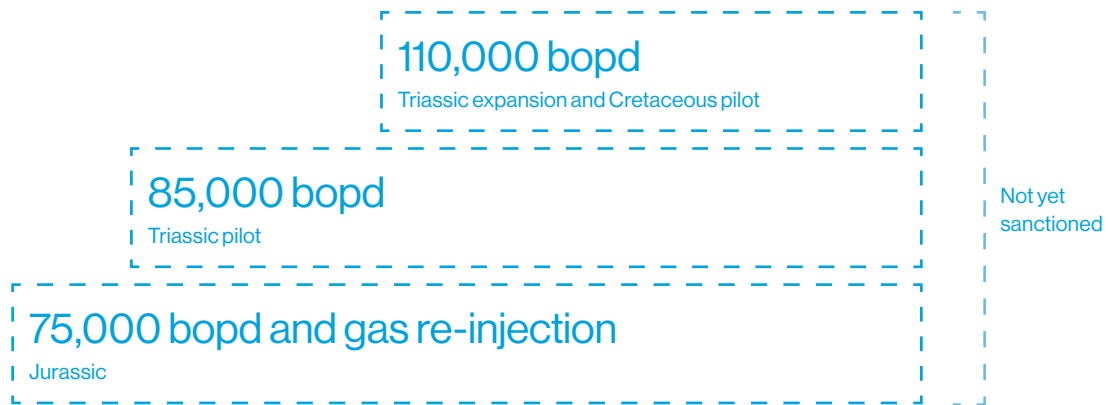 110,000 bopd
Triassic expansion and Cretaceous pilot
85,000 bopd
Triassic pilot
Not yet
sanctioned
75,000 bopd and gas re-injection
Jurassic